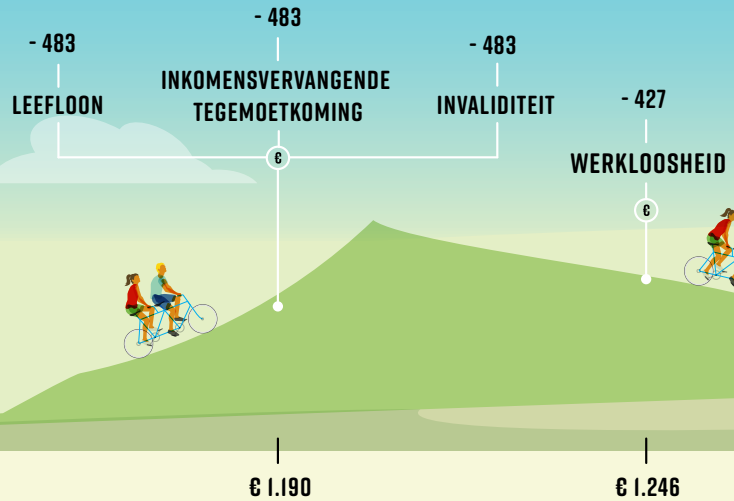 - 483
LEEFLOON
- 483
INKOMENSVERVANGENDE
TEGEMOETKOMING
- 483
INVALIDITEIT
- 427
WERKLOOSHEID
€
€
€ 1.190
€ 1.246